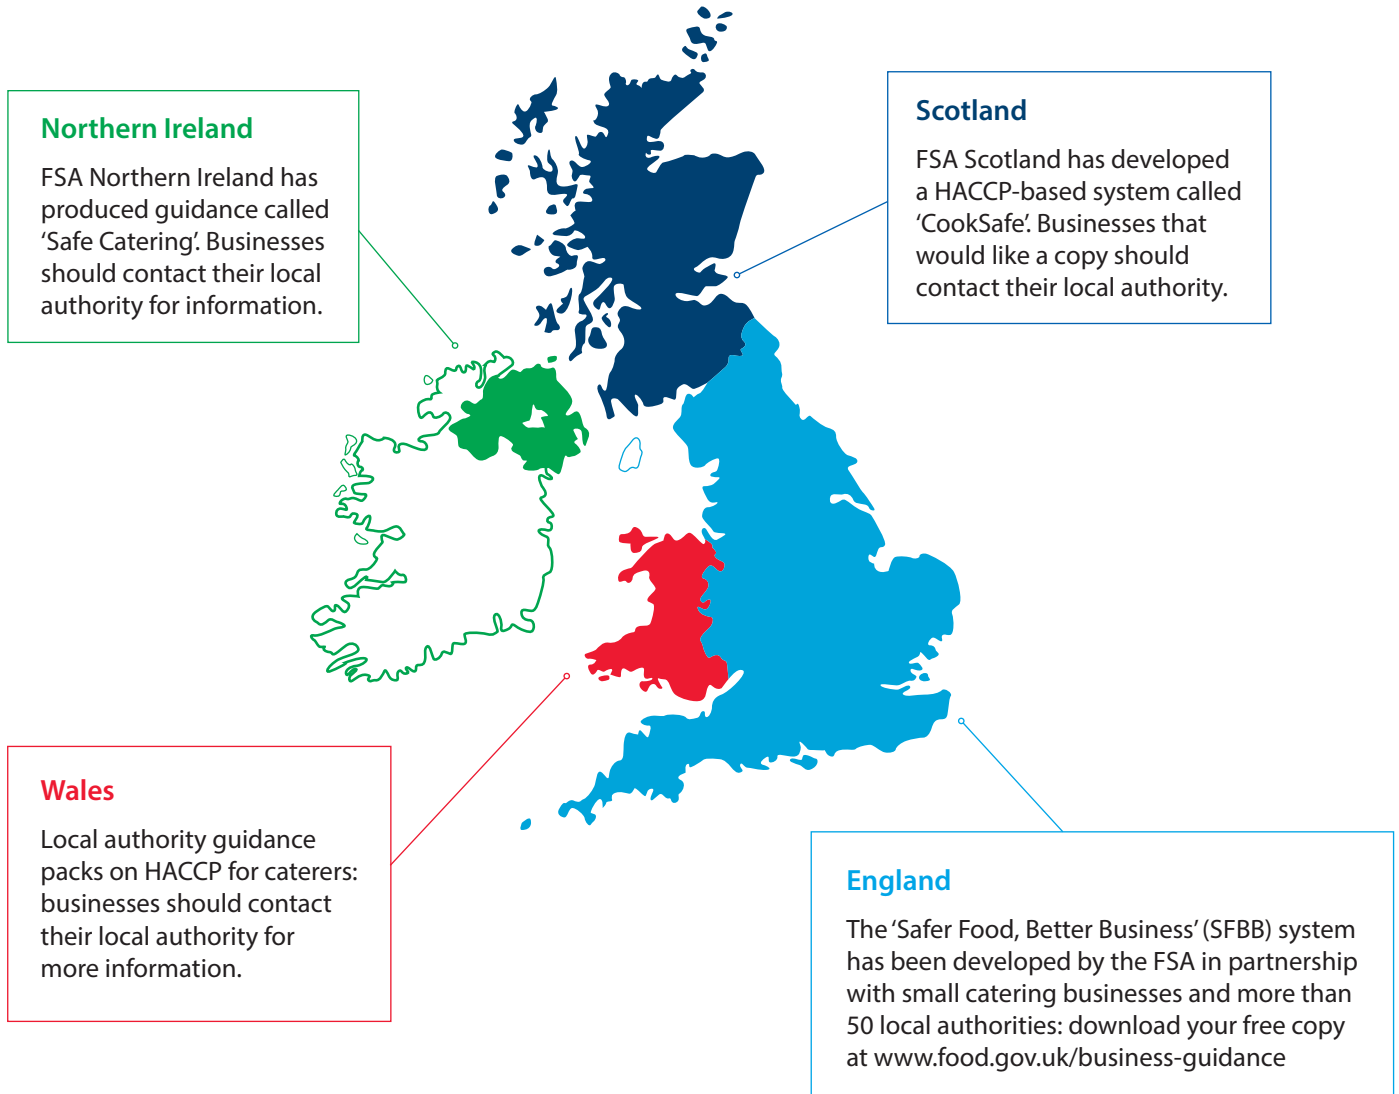 Northern Ireland
FSA Northern Ireland has
produced guidance called
‘Safe Catering’. Businesses
should contact their local
authority for information.
Scotland
FSA Scotland has developed
a HACCP-based system called
‘CookSafe’. Businesses that
would like a copy should
contact their local authority.
Wales
Local authority guidance
packs on HACCP for caterers:
businesses should contact
their local authority for
more information.
England
The ‘Safer Food, Better Business’ (SFBB) system
has been developed by the FSA in partnership
with small catering businesses and more than
50 local authorities: download your free copy
at www.food.gov.uk/business-guidance